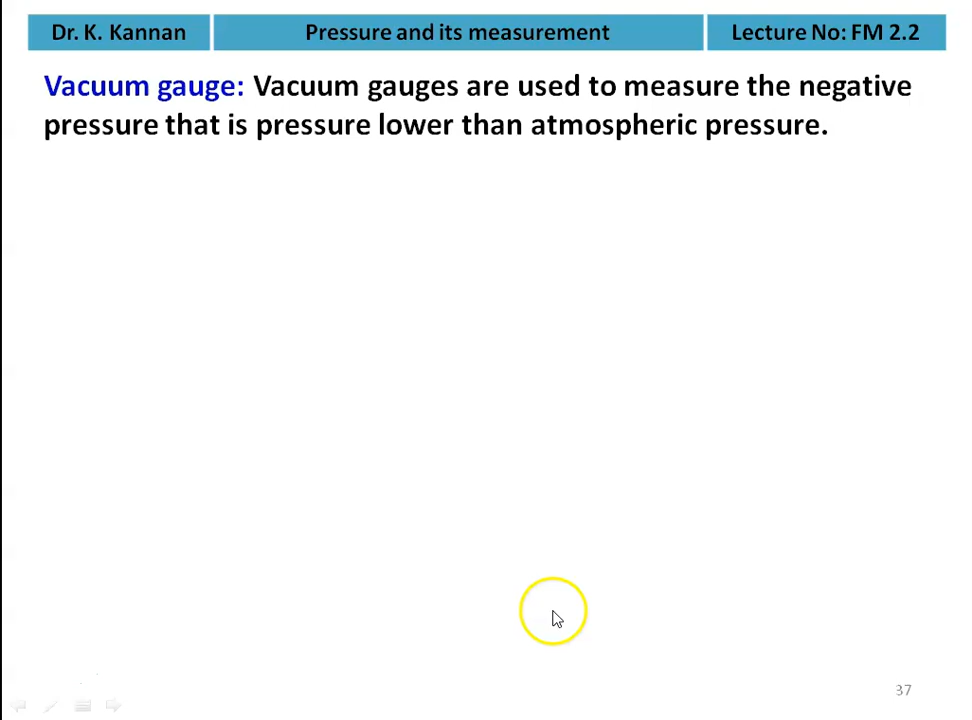 Dr. K. Kannan
Pressure and its measurement
Lecture No: FM 2.2
Vacuum gauge: Vacuum gauges are used to measure the negative
pressure that is pressure lower than atmospheric pressure.
37